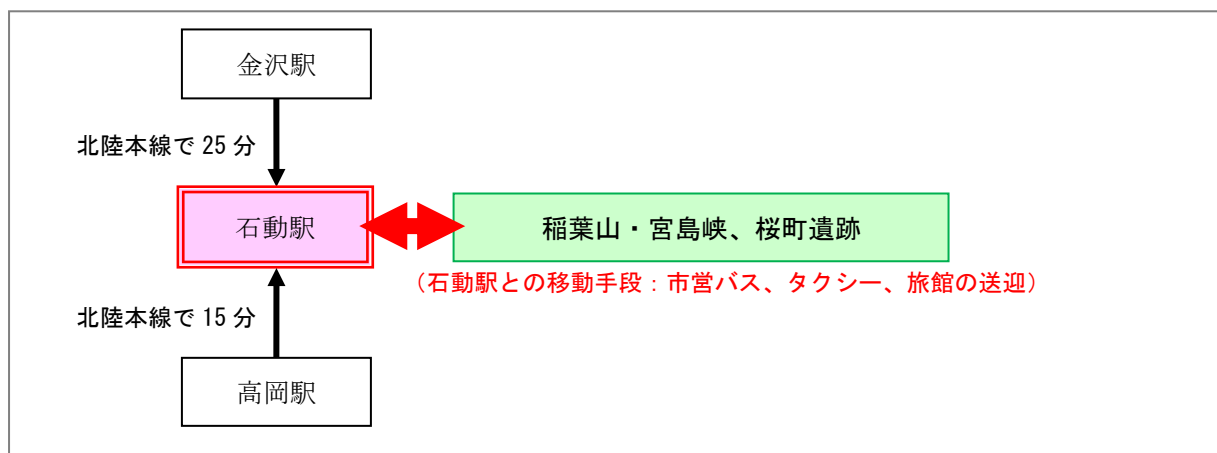 金沢駅
北陸本線で 25 分
石動駅
稲葉山・宮島峡、桜町遺跡
（石動駅との移動手段：市営バス、タクシー、旅館の送迎）
北陸本線で 15 分
高岡駅